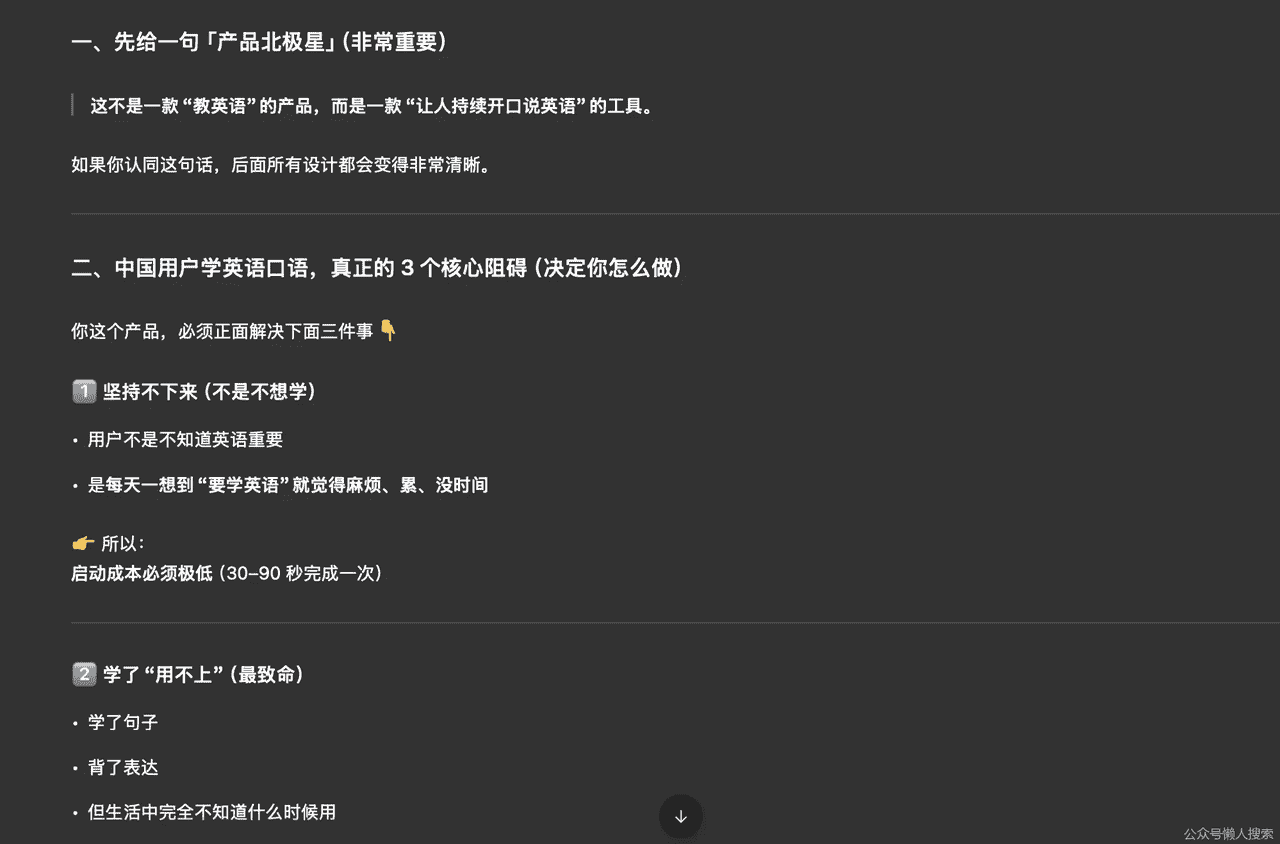 一、先给一句「产品北极星」（非常重要）
这不是一款“教英语”的产品，而是一款“让人持续开口说英语”的工具。
如果你认同这句话，后面所有设计都会变得非常清晰。
二、中国用户学英语口语，真正的 3 个核心阻碍（决定你怎么做）
你这个产品，必须正面解决下面三件事 👇
1️⃣ 坚持不下来（不是不想学）
• 用户不是不知道英语重要
• 是每天一想到“要学英语”就觉得麻烦、累、没时间
👉 所以：
启动成本必须极低（30–90 秒完成一次）
2️⃣ 学了“用不上”（最致命）
• 学了句子
• 背了表达
• 但生活中完全不知道什么时候用
公众号懒人搜索